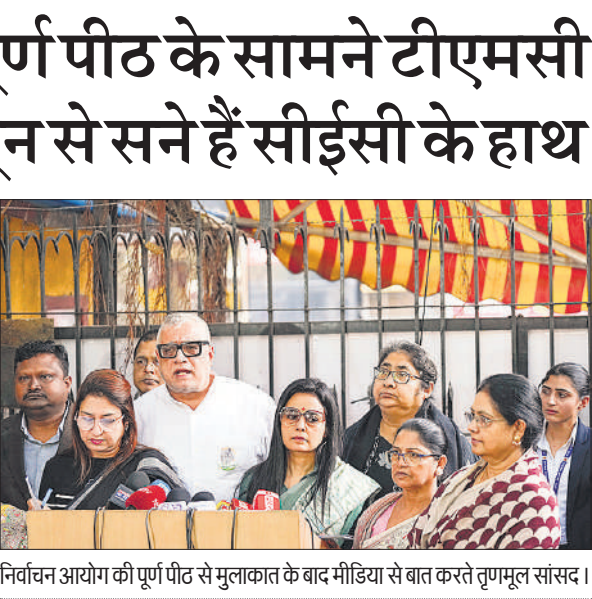 पूर्ण पीठ के सामने टीएमसी
से सने हैं सीईसी के हाथ
निर्वाचन आयोग की पूर्ण पीठ से मुलाकात के बाद मीडिया से बात करते तृणमूल सांसद।